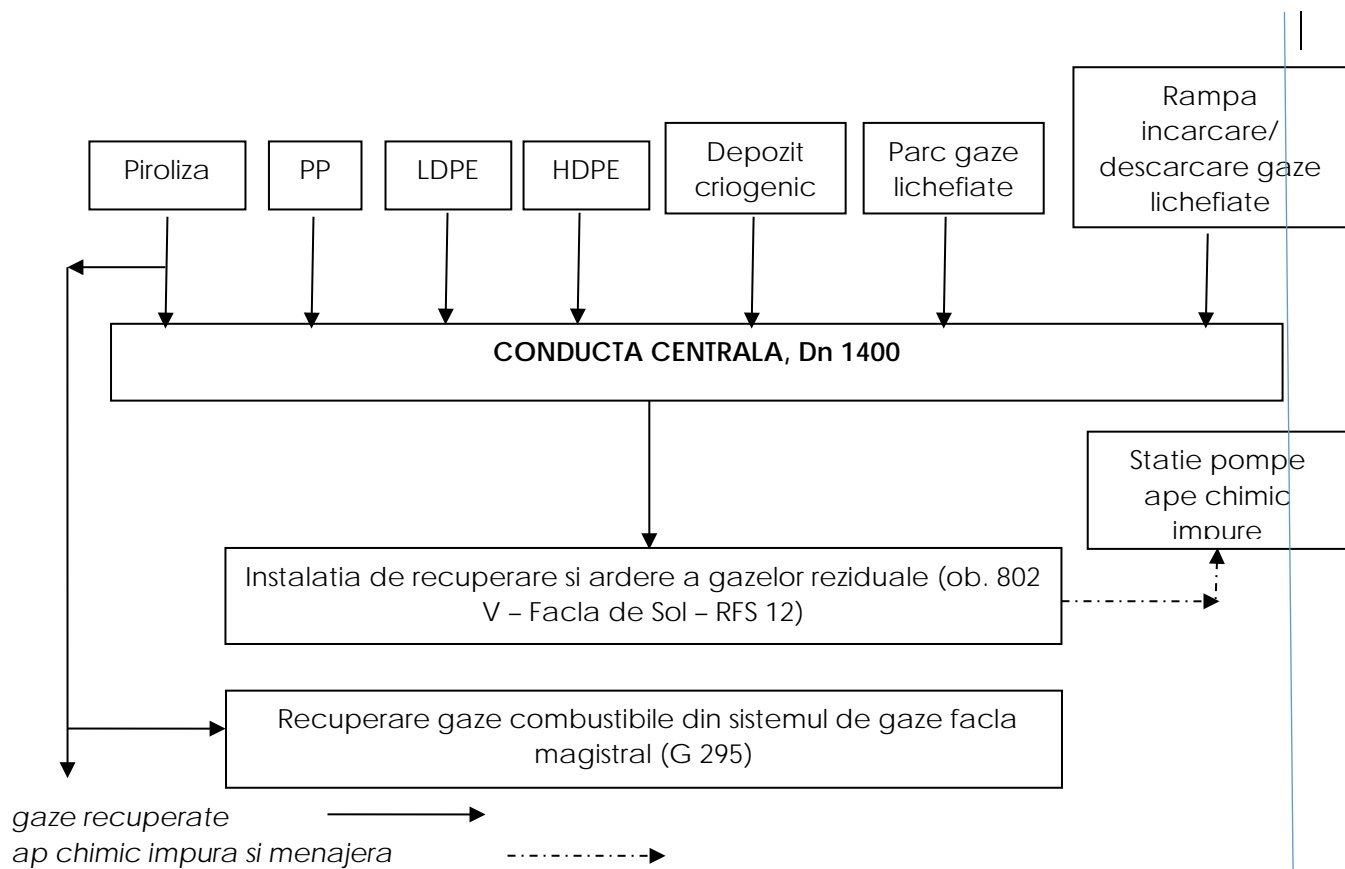 Rampa
incarcare/
descarcare gaze
lichefiate
Piroliza
PP
LDPE
HDPE
Depozit
criogenic
Parc gaze
lichefiate
CONDUCTA CENTRALA, Dn 1400
Statie pompe
ape chimic
impure
Instalatia de recuperare si ardere a gazelor reziduale (ob. 802
V – Facla de Sol – RFS 12)
Recuperare gaze combustibile din sistemul de gaze facla
magistral (G 295)
gaze recuperate
ap chimic impura si menajera